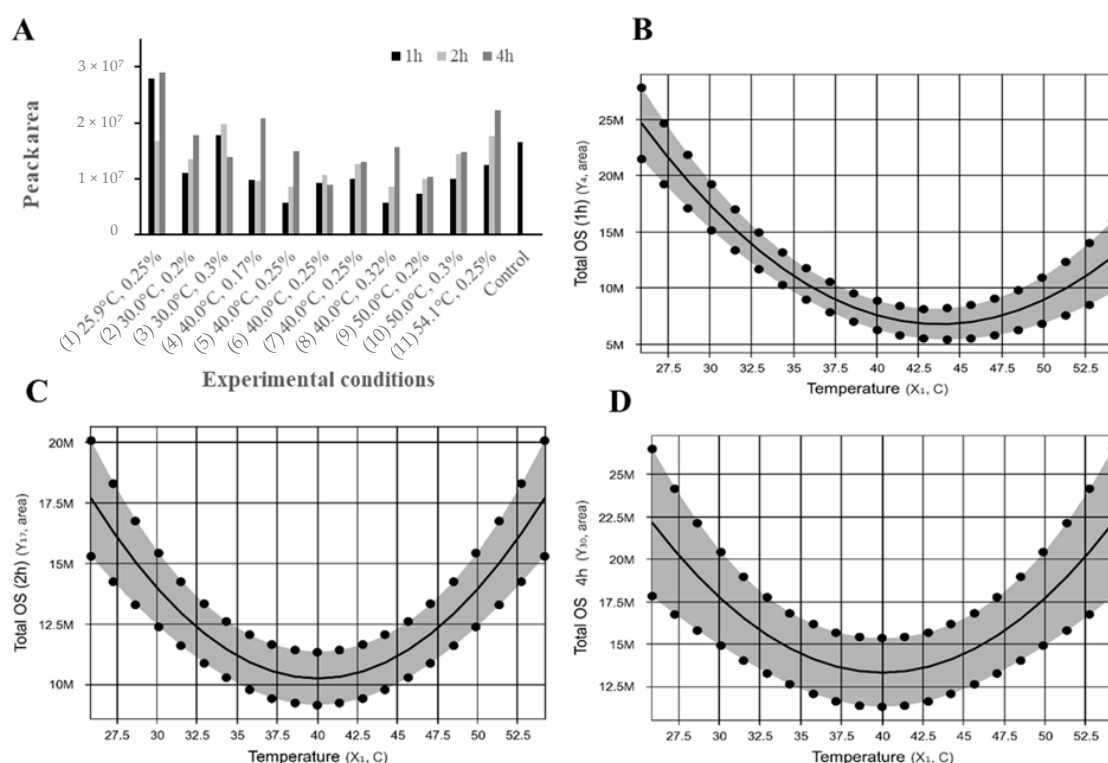 A
Peackarea
3 × 10⁷
2 × 10⁷
1 × 10⁷
0
1h 2h 4h
(1) 25.9°C, 0.25%
(2) 30.0°C, 0.2%
(3) 30.0°C, 0.3%
(4) 40.0°C, 0.17%
(5) 40.0°C, 0.25%
(6) 40.0°C, 0.25%
(7) 40.0°C, 0.25%
(8) 40.0°C, 0.32%
(9) 50.0°C, 0.2%
(10) 50.0°C, 0.3%
(11) 54.1°C, 0.25%
Control
Experimental conditions
B
Total OS (1h) (Y₄, area)
25M
20M
15M
10M
5M
27.5 30 32.5 35 37.5 40 42.5 45 47.5 50 52.5
Temperature (X₁, C)
C
Total OS (2h) (Y₁₇, area)
20M
17.5M
15M
12.5M
10M
27.5 30 32.5 35 37.5 40 42.5 45 47.5 50 52.5
Temperature (X₁, C)
D
Total OS 4h (Y₃₀, area)
25M
22.5M
20M
17.5M
15M
12.5M
27.5 30 32.5 35 37.5 40 42.5 45 47.5 50 52.5
Temperature (X₁, C)